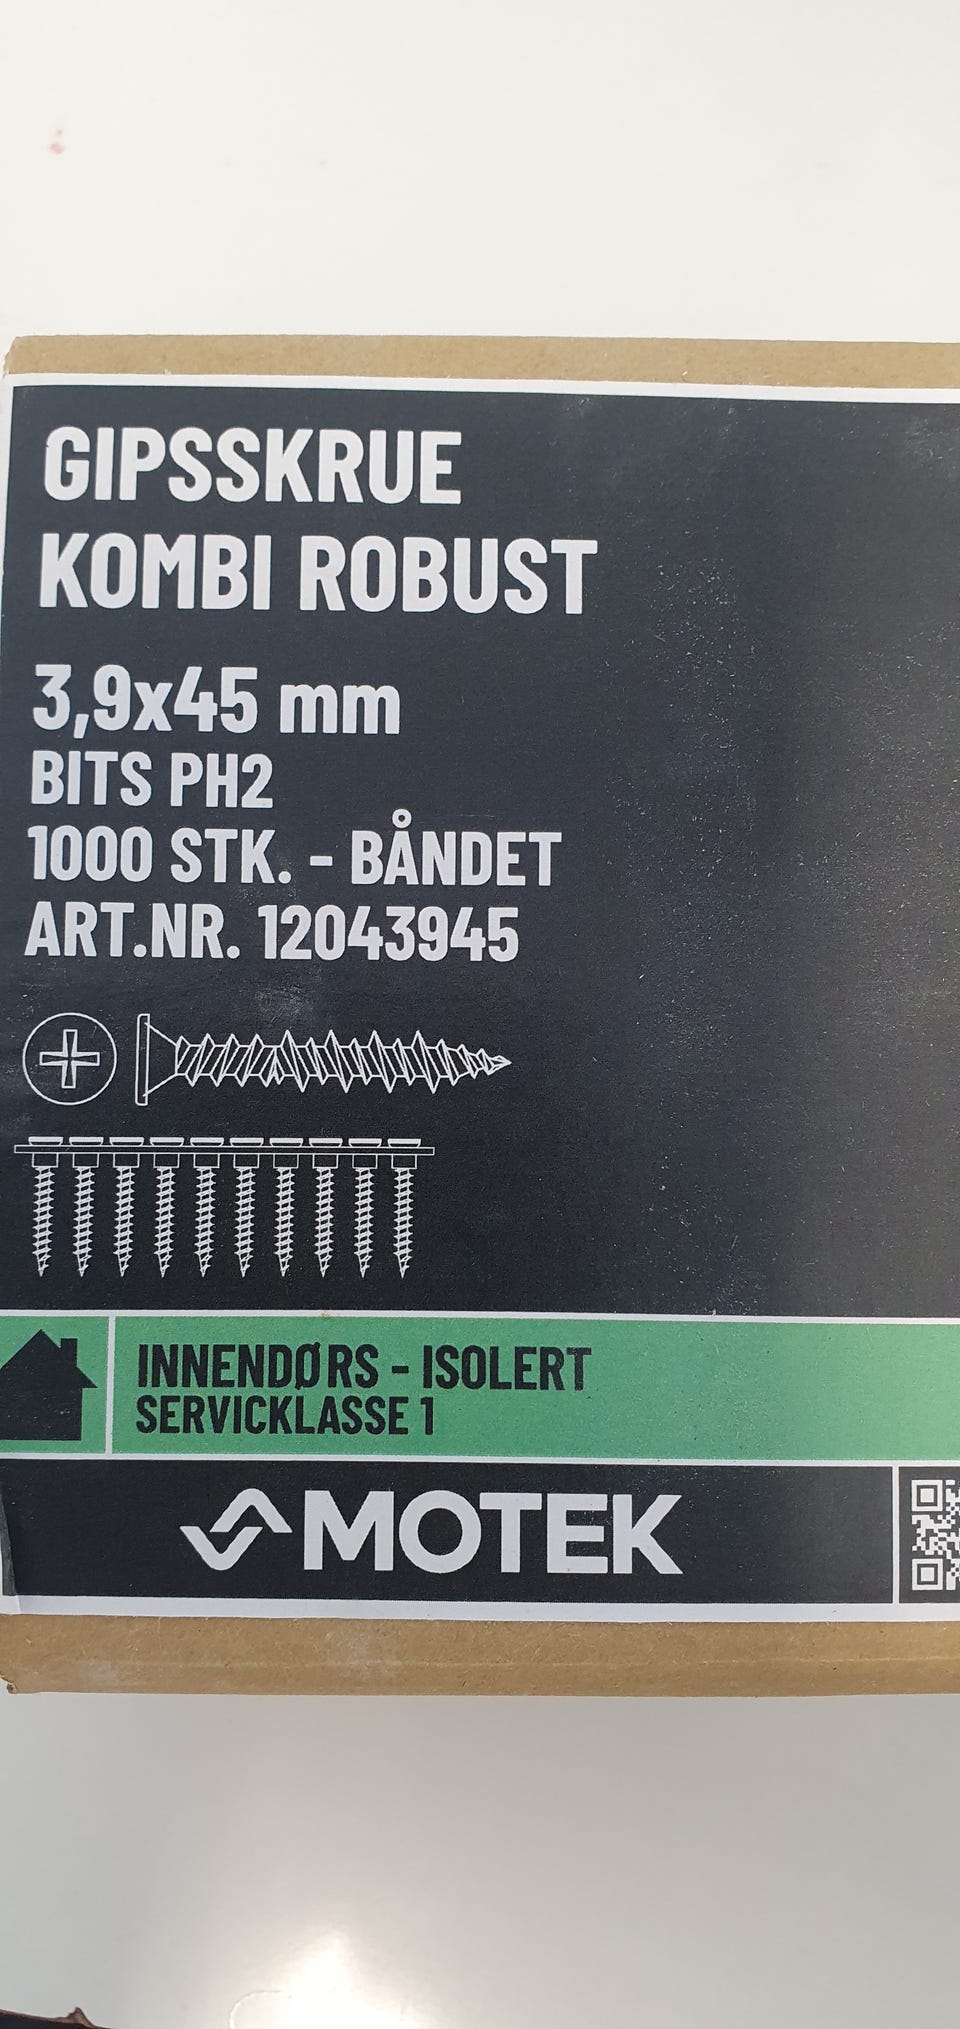 GIPSSKRUE
KOMBI ROBUST
3,9x45 mm
BITS PH2
1000 STK. - BÅNDET
ART.NR. 12043945
INNENDØRS - ISOLERT
SERVICKLASSE 1
MOTEK